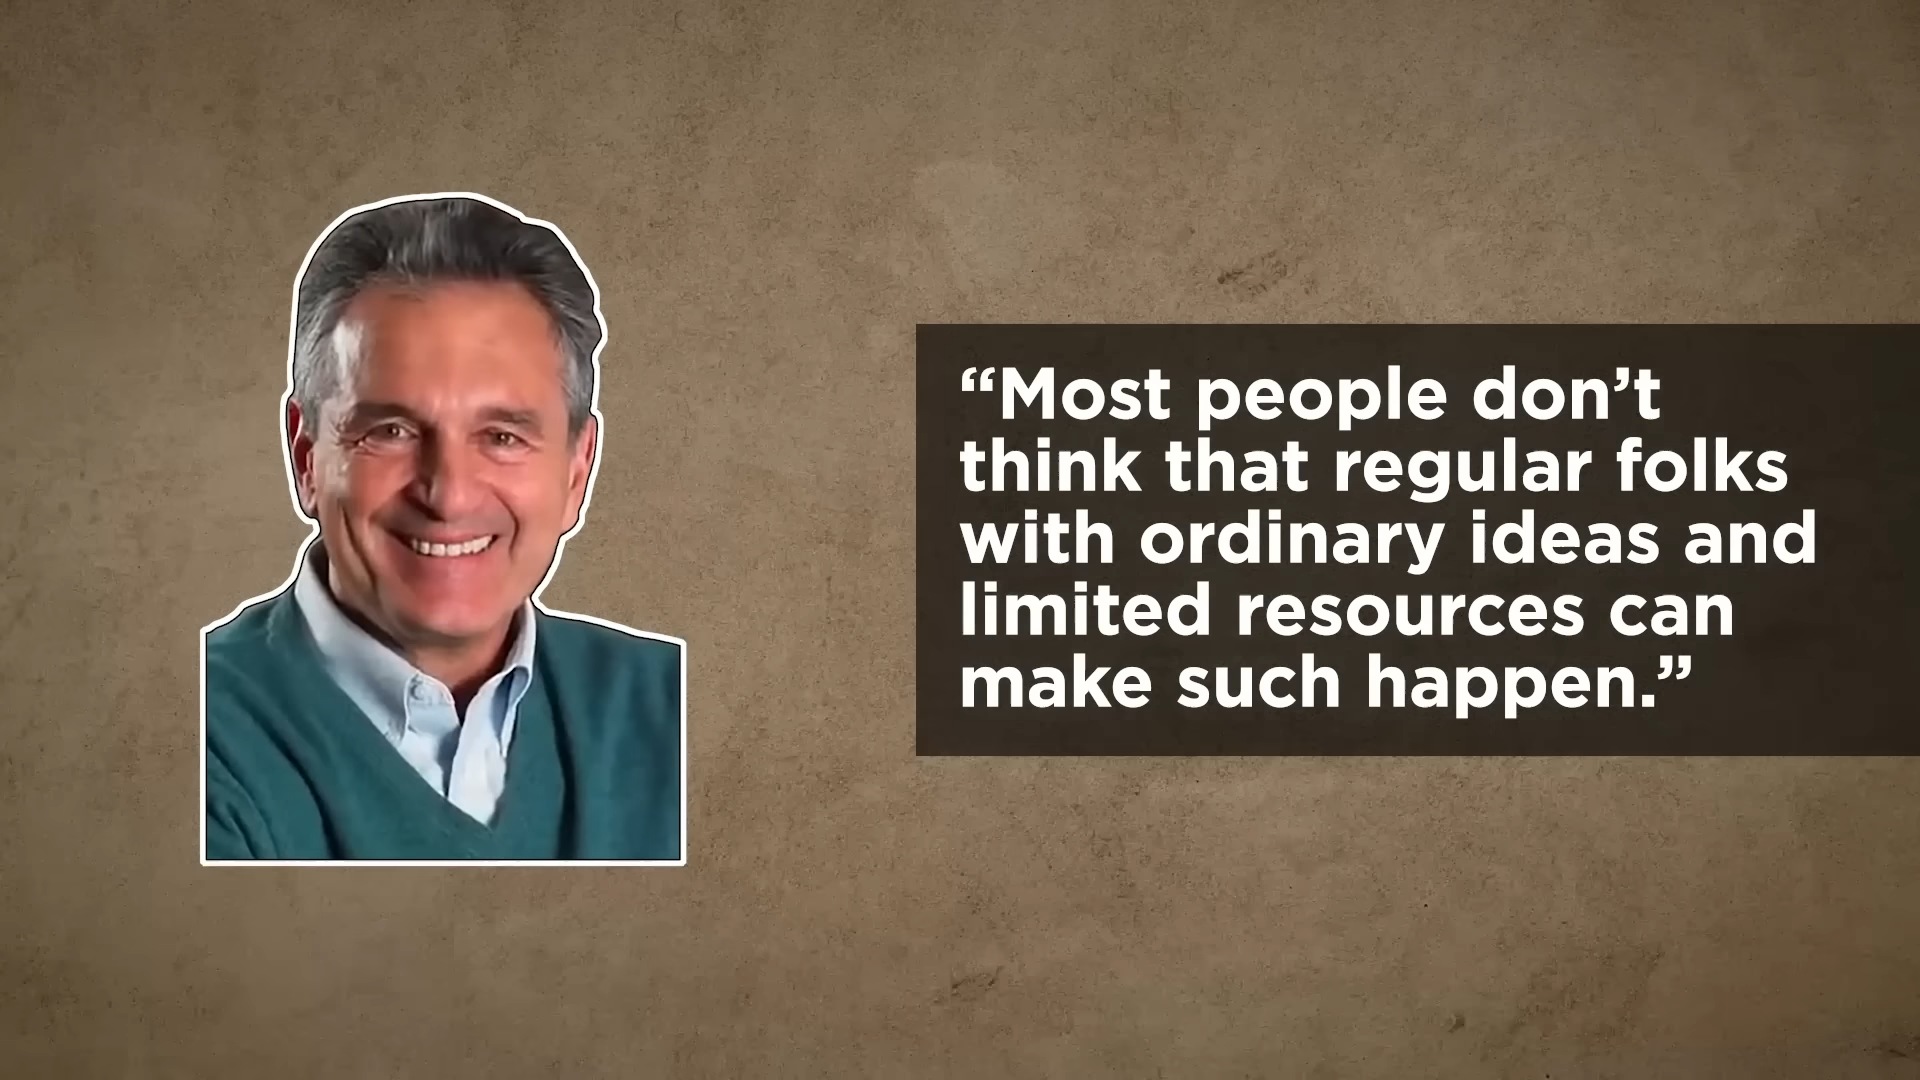 “Most people don’t
think that regular folks
with ordinary ideas and
limited resources can
make such happen.”